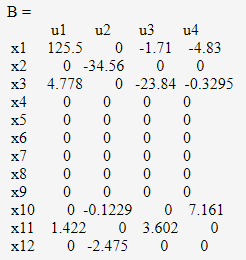 B =
u1 u2 u3 u4
x1 125.5 0 -1.71 -4.83
x2 0 -34.56 0 0
x3 4.778 0 -23.84 -0.3295
x4 0 0 0 0
x5 0 0 0 0
x6 0 0 0 0
x7 0 0 0 0
x8 0 0 0 0
x9 0 0 0 0
x10 0 -0.1229 0 7.161
x11 1.422 0 3.602 0
x12 0 -2.475 0 0